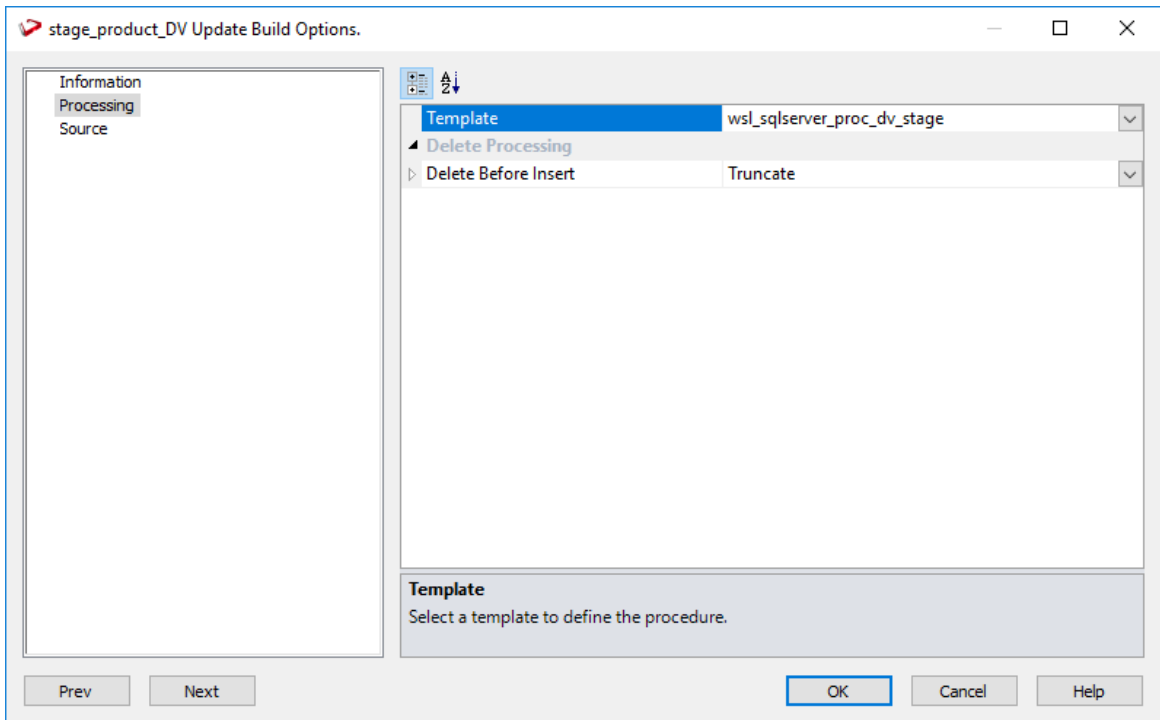 stage_product_DV Update Build Options.
Information
Processing
Source
A
Z
Template wsl_sqlserver_proc_dv_stage
Delete Processing
Delete Before Insert Truncate
Template
Select a template to define the procedure.
Prev Next OK Cancel Help